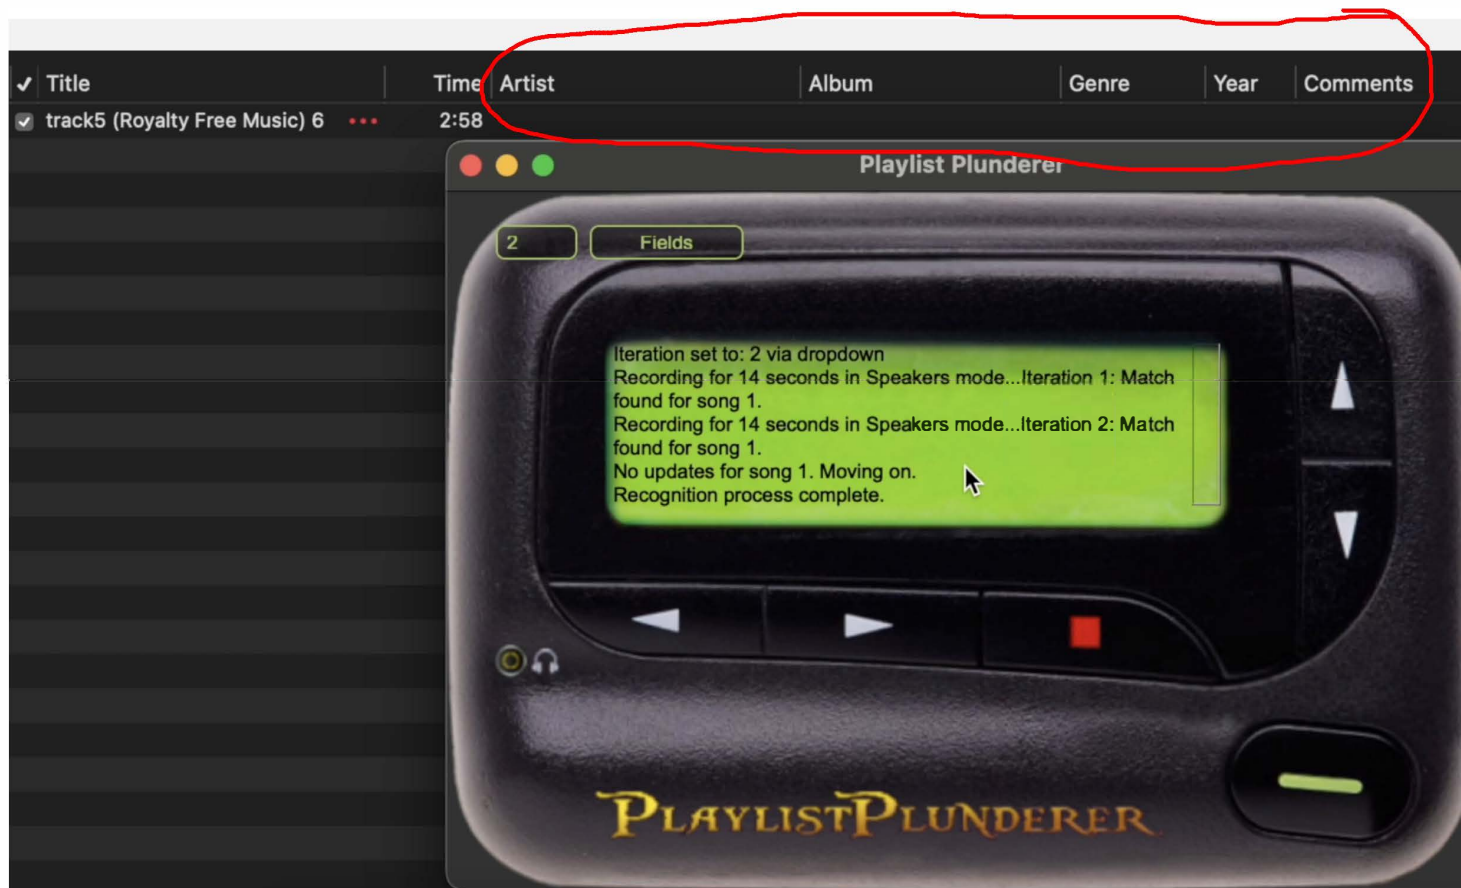 Title Time Artist Album Genre Year Comments
track5 (Royalty Free Music) 6 ••• 2:58
Playlist Plunderer
2 Fields
Iteration set to: 2 via dropdown
Recording for 14 seconds in Speakers mode...Iteration 1: Match
found for song 1.
Recording for 14 seconds in Speakers mode...Iteration 2: Match
found for song 1.
No updates for song 1. Moving on.
Recognition process complete.
PLAYLISTPLUNDERER